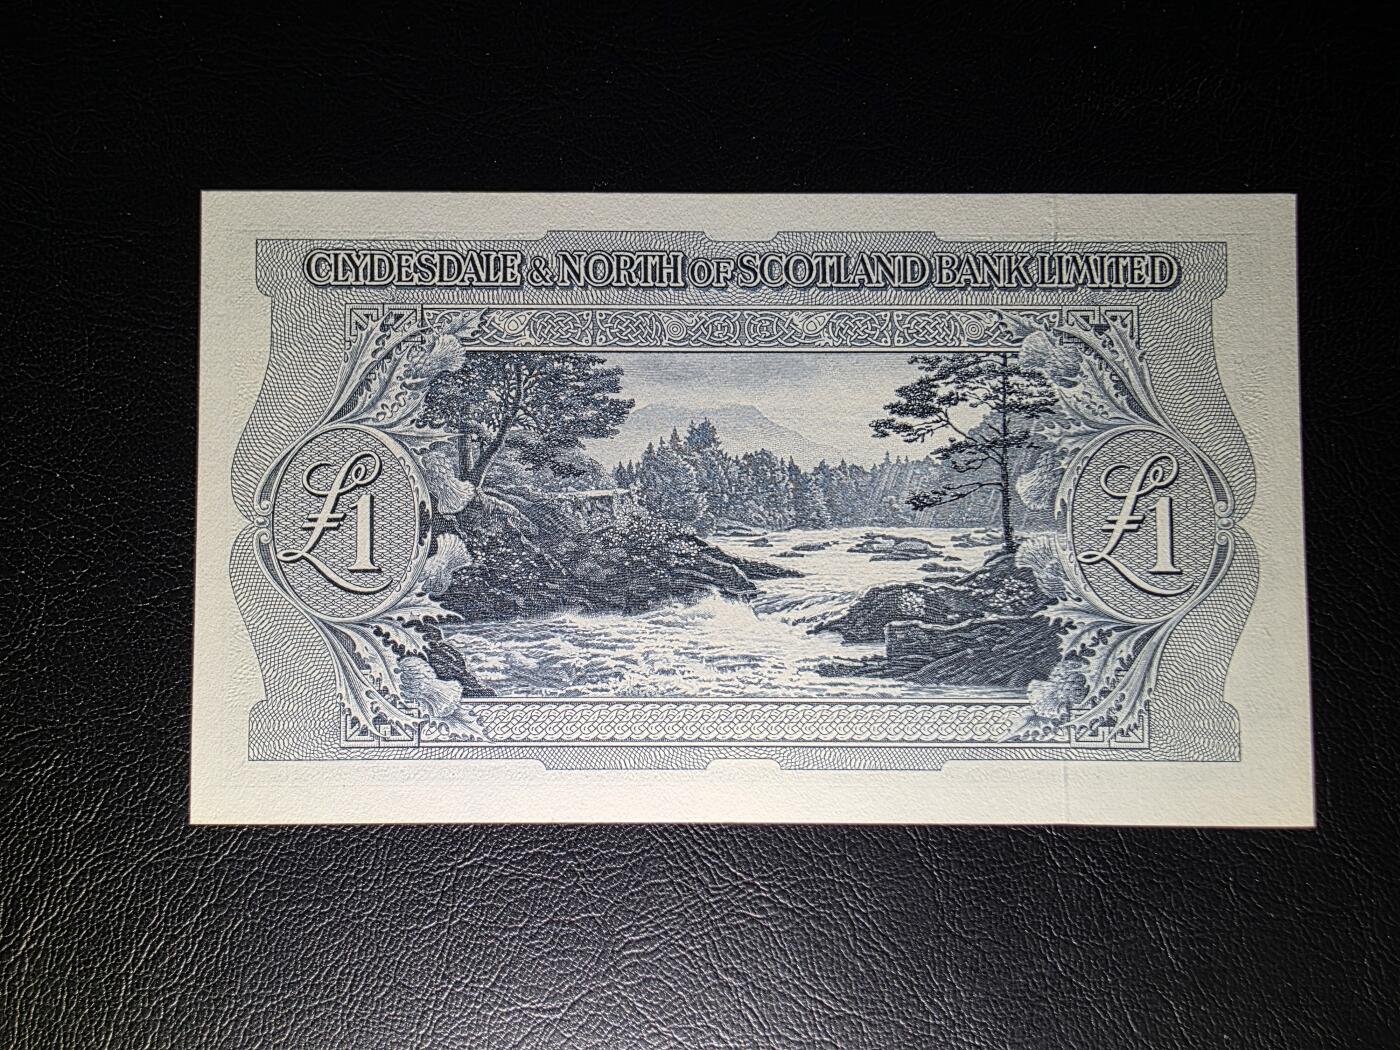 CLYDESDALE & NORTH OF SCOTLAND BANK LIMITED
£1 £1